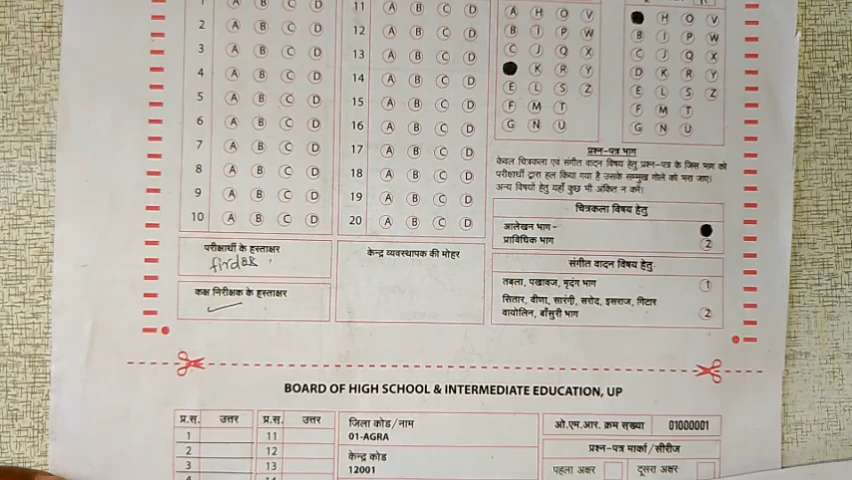 1 A B C D
2 A B C D
3 A B C D
4 A B C D
5 A B C D
6 A B C D
7 A B C D
8 A B C D
9 A B C D
10 A B C D
11 A B C D
12 A B C D
13 A B C D
14 A B C D
15 A B C D
16 A B C D
17 A B C D
18 A B C D
19 A B C D
20 A B C D
A H O V
B I P W
C J Q X
K R Y
E L S Z
F M T
G N U
H O V
B I P W
C J Q X
D K R Y
E L S Z
F M T
G N U
प्रश्न-पत्र भाग
केवल चित्रकला एवं संगीत वादन विषय हेतु प्रश्न-पत्र के जिस भाग को
परीक्षार्थी द्वारा हल किया गया है उसके सम्मुख गोले को भरा जाए।
अन्य विषयों हेतु यहाँ कुछ भी अंकित न करें।
चित्रकला विषय हेतु
आलेखन भाग-
प्राविधिक भाग 2
संगीत वादन विषय हेतु
तबला, पखावज, मृदंग भाग 1
सितार, वीणा, सारंगी, सरोद, इसराज, गिटार
वायोलिन, बाँसुरी भाग 2
परीक्षार्थी के हस्ताक्षर
कक्ष निरीक्षक के हस्ताक्षर
केन्द्र व्यवस्थापक की मोहर
BOARD OF HIGH SCHOOL & INTERMEDIATE EDUCATION, UP
प्र.स. उत्तर प्र.स. उत्तर
1 11
2 12
3 13
जिला कोड/नाम
01-AGRA
केन्द्र कोड
12001
ओ.एम.आर. क्रम सख्या 01000001
प्रश्न-पत्र मार्का/सीरीज
पहला अक्षर दूसरा अक्षर